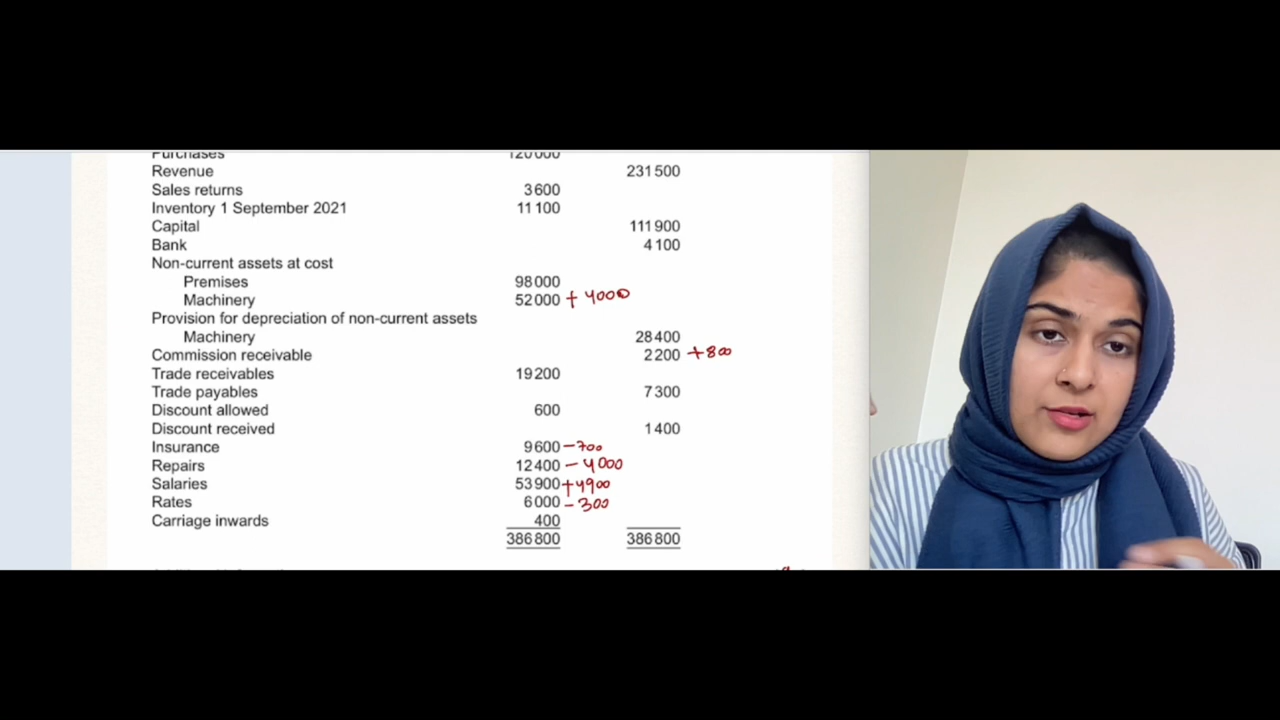 Purchases 120000
Revenue 231500
Sales returns 3600
Inventory 1 September 2021 11100
Capital 111900
Bank 4100
Non-current assets at cost
Premises 98000
Machinery 52000 + 4000
Provision for depreciation of non-current assets
Machinery 28400
Commission receivable 2200 +800
Trade receivables 19200
Trade payables 7300
Discount allowed 600
Discount received 1400
Insurance 9600 −700
Repairs 12400 − 4000
Salaries 53900 +4900
Rates 6000 − 300
Carriage inwards 400
386800 386800